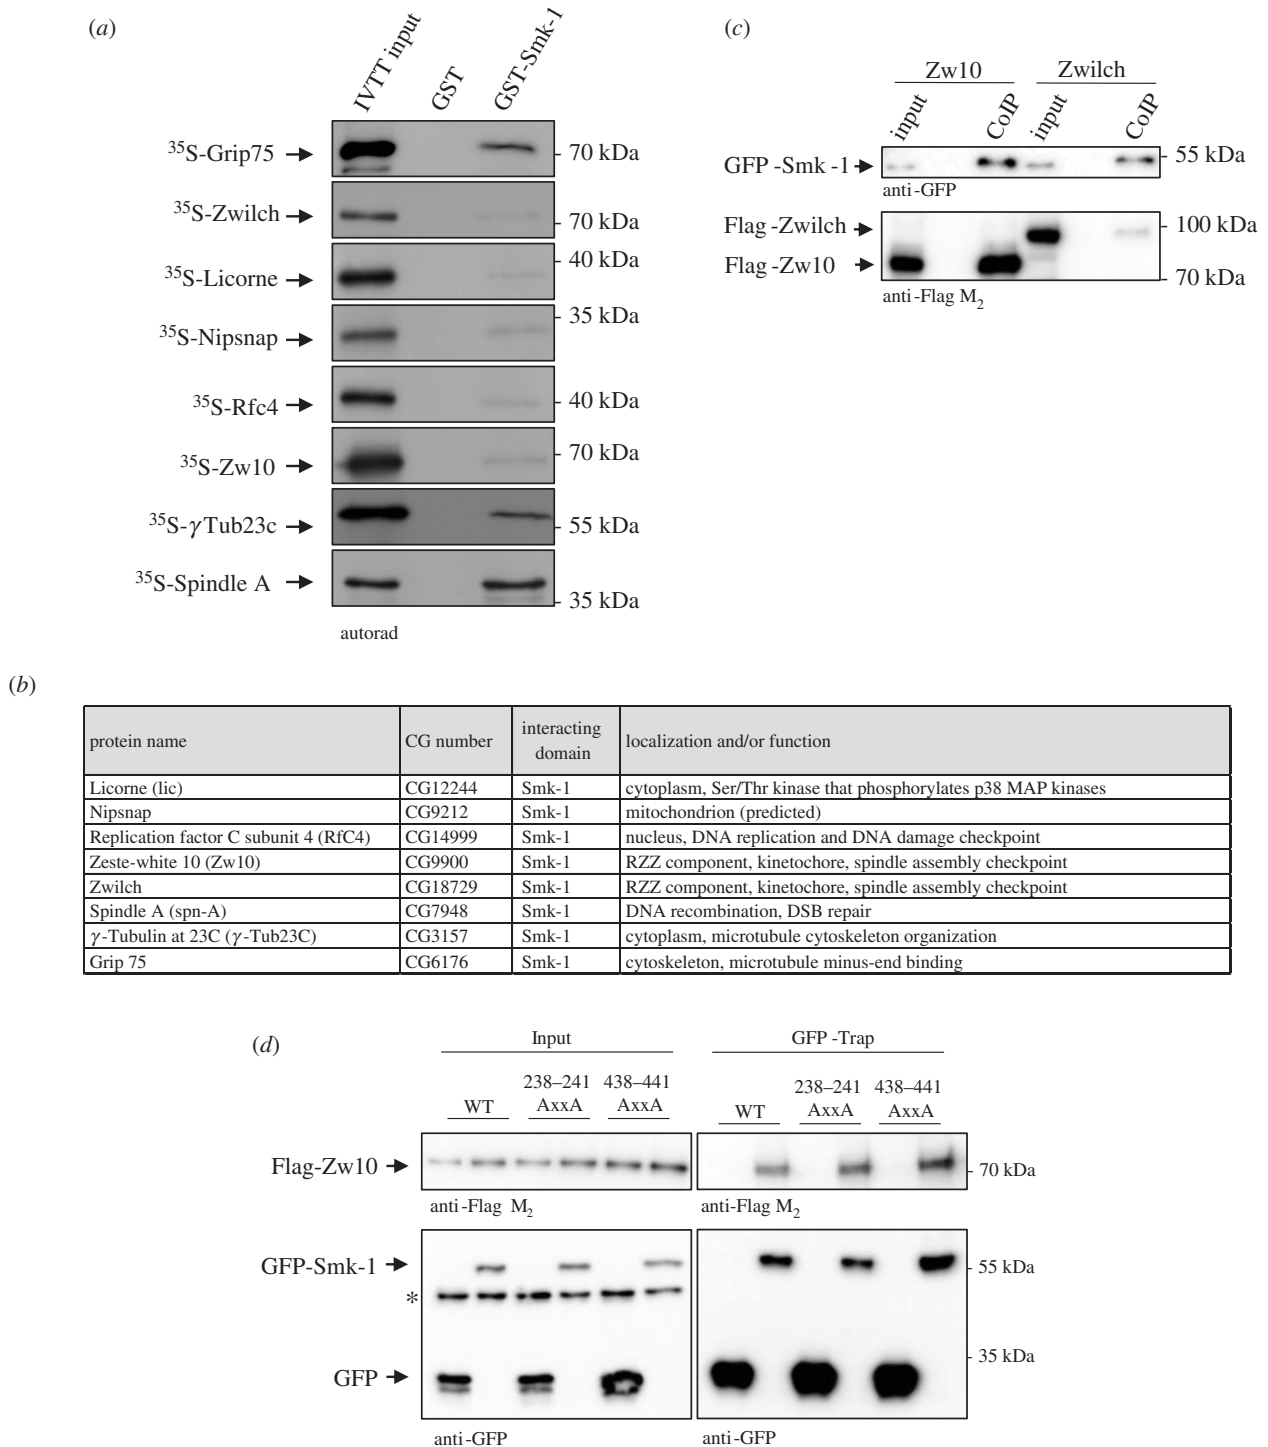 (a)
IVTT input
GST
GST-Smk-1
35S-Grip75
70 kDa
35S-Zwilch
70 kDa
35S-Licorne
40 kDa
35S-Nipsnap
35 kDa
35S-Rfc4
40 kDa
35S-Zw10
70 kDa
35S-γTub23c
55 kDa
35S-Spindle A
35 kDa
autorad
(c)
Zw10 Zwilch
input CoIP input CoIP
GFP-Smk-1
55 kDa
anti-GFP
Flag-Zwilch
100 kDa
Flag-Zw10
70 kDa
anti-Flag M2
(b)
protein name CG number interacting domain localization and/or function
Licorne (lic) CG12244 Smk-1 cytoplasm, Ser/Thr kinase that phosphorylates p38 MAP kinases
Nipsnap CG9212 Smk-1 mitochondrion (predicted)
Replication factor C subunit 4 (RfC4) CG14999 Smk-1 nucleus, DNA replication and DNA damage checkpoint
Zeste-white 10 (Zw10) CG9900 Smk-1 RZZ component, kinetochore, spindle assembly checkpoint
Zwilch CG18729 Smk-1 RZZ component, kinetochore, spindle assembly checkpoint
Spindle A (spn-A) CG7948 Smk-1 DNA recombination, DSB repair
γ-Tubulin at 23C (γ-Tub23C) CG3157 Smk-1 cytoplasm, microtubule cytoskeleton organization
Grip 75 CG6176 Smk-1 cytoskeleton, microtubule minus-end binding
(d)
Input GFP-Trap
238–241 438–441 238–241 438–441
WT AxxA AxxA WT AxxA AxxA
Flag-Zw10
70 kDa
anti-Flag M2 anti-Flag M2
GFP-Smk-1
55 kDa
*
35 kDa
GFP
anti-GFP anti-GFP